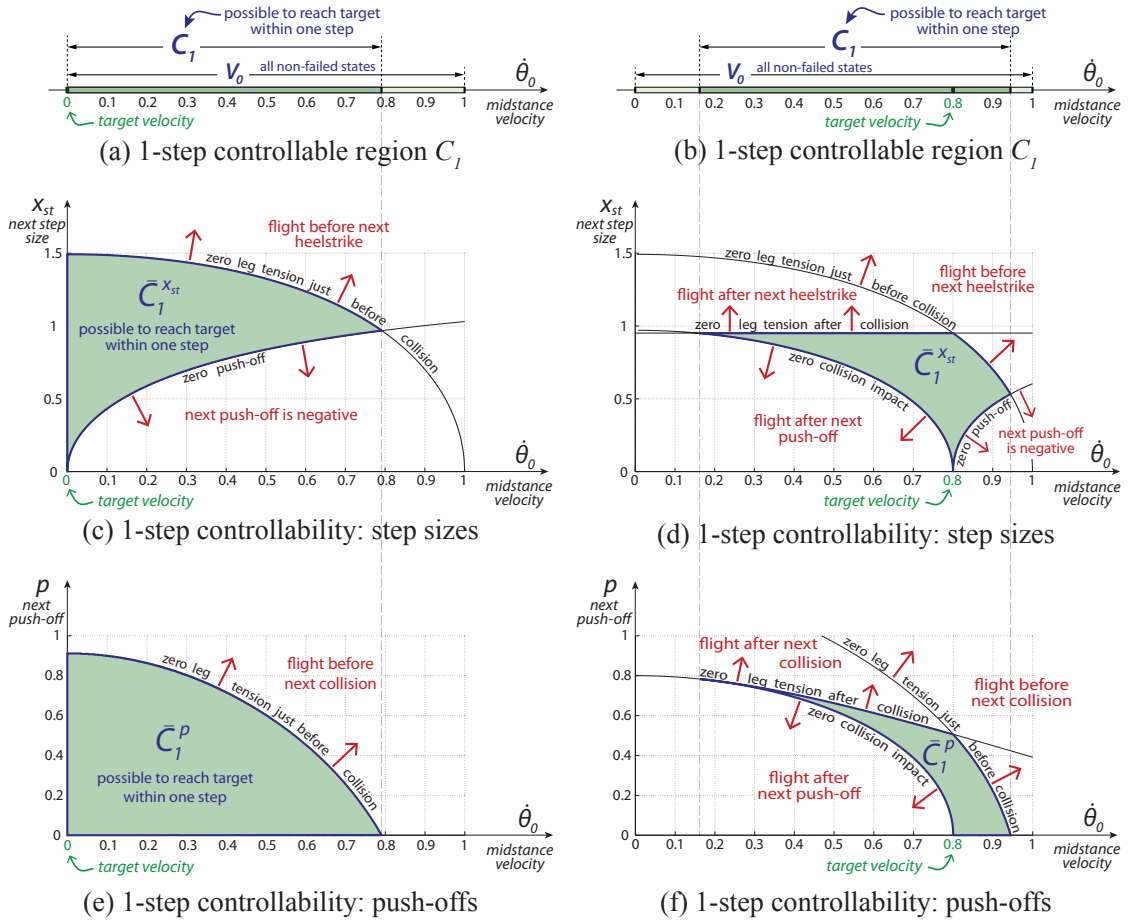 possible to reach target
within one step
C1
V0 all non-failed states
θ̇0
0 0.1 0.2 0.3 0.4 0.5 0.6 0.7 0.8 0.9 1
midstance
velocity
target velocity
(a) 1-step controllable region C1
possible to reach target
within one step
C1
V0 all non-failed states
θ̇0
0 0.1 0.2 0.3 0.4 0.5 0.6 0.7 0.8 0.9 1
midstance
velocity
target velocity
(b) 1-step controllable region C1
xst
next step
size
1.5
1
0.5
0
flight before next
heelstrike
zero leg tension just before collision
C̄1^xst
possible to reach target
within one step
zero push-off
next push-off is negative
θ̇0
0 0.1 0.2 0.3 0.4 0.5 0.6 0.7 0.8 0.9 1
midstance
velocity
target velocity
(c) 1-step controllability: step sizes
xst
next step
size
1.5
1
0.5
0
zero leg tension just before collision
flight before
next heelstrike
flight after next heelstrike
zero leg tension after collision
C̄1^xst
zero collision impact
flight after next
push-off
zero push-off
next push-off
is negative
θ̇0
0 0.1 0.2 0.3 0.4 0.5 0.6 0.7 0.8 0.9 1
midstance
velocity
target velocity
(d) 1-step controllability: step sizes
p
next
push-off
1
0.8
0.6
0.4
0.2
0
zero leg tension just before collision
flight before
next collision
C̄1^p
possible to reach target
within one step
θ̇0
0 0.1 0.2 0.3 0.4 0.5 0.6 0.7 0.8 0.9 1
midstance
velocity
target velocity
(e) 1-step controllability: push-offs
p
next
push-off
1
0.8
0.6
0.4
0.2
0
flight after next
collision
zero leg tension just before collision
flight before
next collision
zero leg tension after collision
C̄1^p
zero collision impact
flight after
next push-off
θ̇0
0 0.1 0.2 0.3 0.4 0.5 0.6 0.7 0.8 0.9 1
midstance
velocity
target velocity
(f) 1-step controllability: push-offs